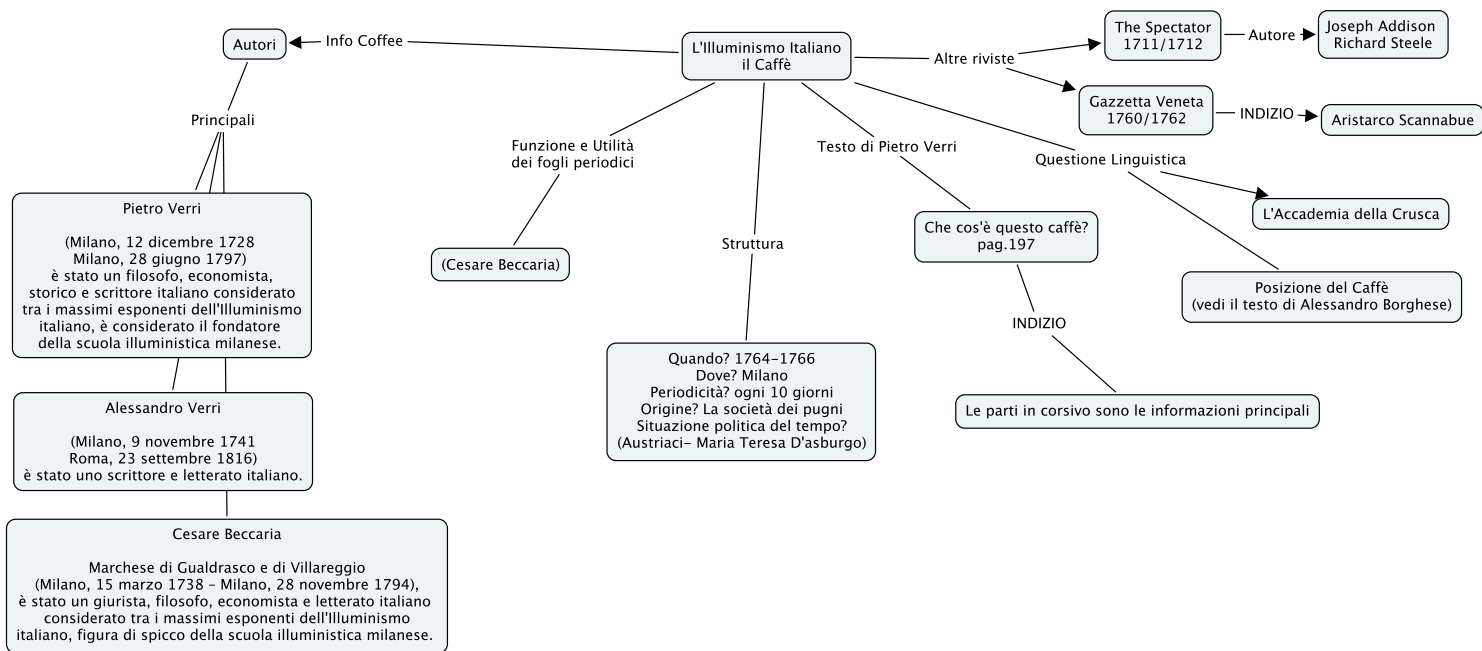 L'Illuminismo Italiano
il Caffè
Info Coffee
Autori
Principali
Pietro Verri
(Milano, 12 dicembre 1728
Milano, 28 giugno 1797)
è stato un filosofo, economista,
storico e scrittore italiano considerato
tra i massimi esponenti dell'Illuminismo
italiano, è considerato il fondatore
della scuola illuministica milanese.
Alessandro Verri
(Milano, 9 novembre 1741
Roma, 23 settembre 1816)
è stato uno scrittore e letterato italiano.
Cesare Beccaria
Marchese di Gualdrasco e di Villareggio
(Milano, 15 marzo 1738 – Milano, 28 novembre 1794),
è stato un giurista, filosofo, economista e letterato italiano
considerato tra i massimi esponenti dell'Illuminismo
italiano, figura di spicco della scuola illuministica milanese.
Funzione e Utilità
dei fogli periodici
(Cesare Beccaria)
Struttura
Quando? 1764-1766
Dove? Milano
Periodicità? ogni 10 giorni
Origine? La società dei pugni
Situazione politica del tempo?
(Austriaci- Maria Teresa D'asburgo)
Testo di Pietro Verri
Che cos'è questo caffè?
pag.197
INDIZIO
Le parti in corsivo sono le informazioni principali
Altre riviste
The Spectator
1711/1712
Autore
Joseph Addison
Richard Steele
Gazzetta Veneta
1760/1762
INDIZIO
Aristarco Scannabue
Questione Linguistica
L'Accademia della Crusca
Posizione del Caffè
(vedi il testo di Alessandro Borghese)